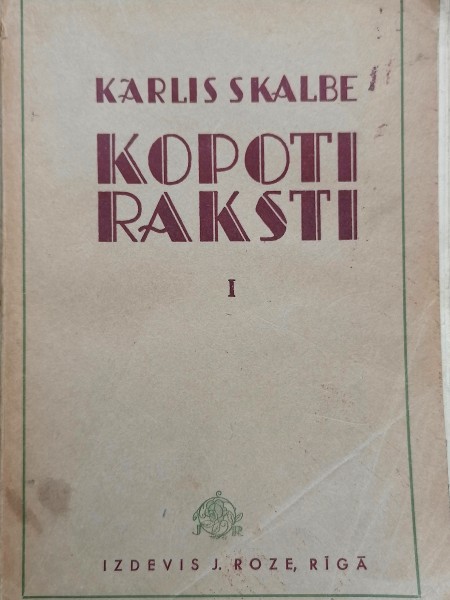 KĀRLIS SKALBE
KOPOTI
RAKSTI
I
J R
IZDEVIS J. ROZE, RĪGĀ